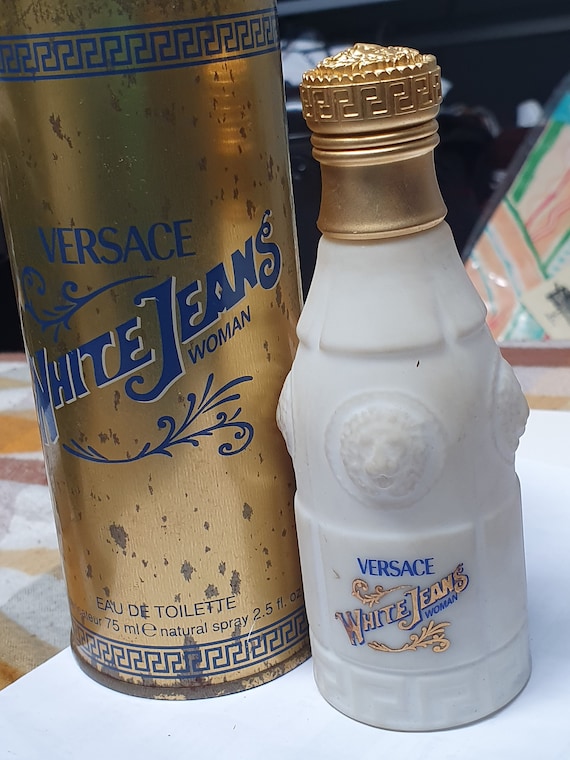 VERSACE
WHITE JEANS
WOMAN
EAU DE TOILETTE
ateur 75 ml e natural spray 2.5 fl. oz
VERSACE
WHITE JEANS
WOMAN